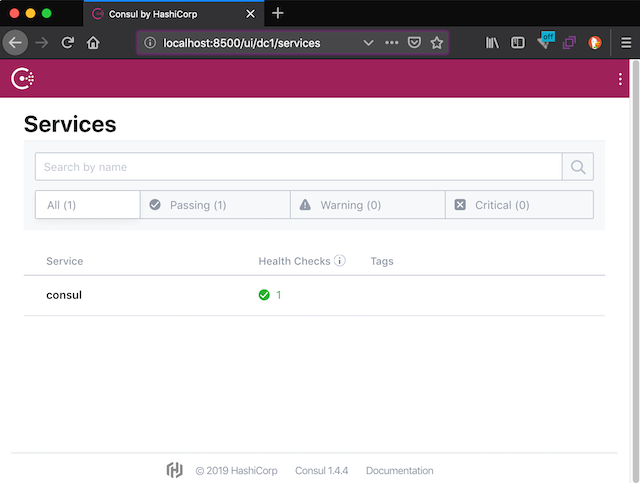 Consul by HashiCorp
localhost:8500/ui/dc1/services
off
Services
Search by name
All (1) Passing (1) Warning (0) Critical (0)
Service Health Checks Tags
consul 1
© 2019 HashiCorp Consul 1.4.4 Documentation